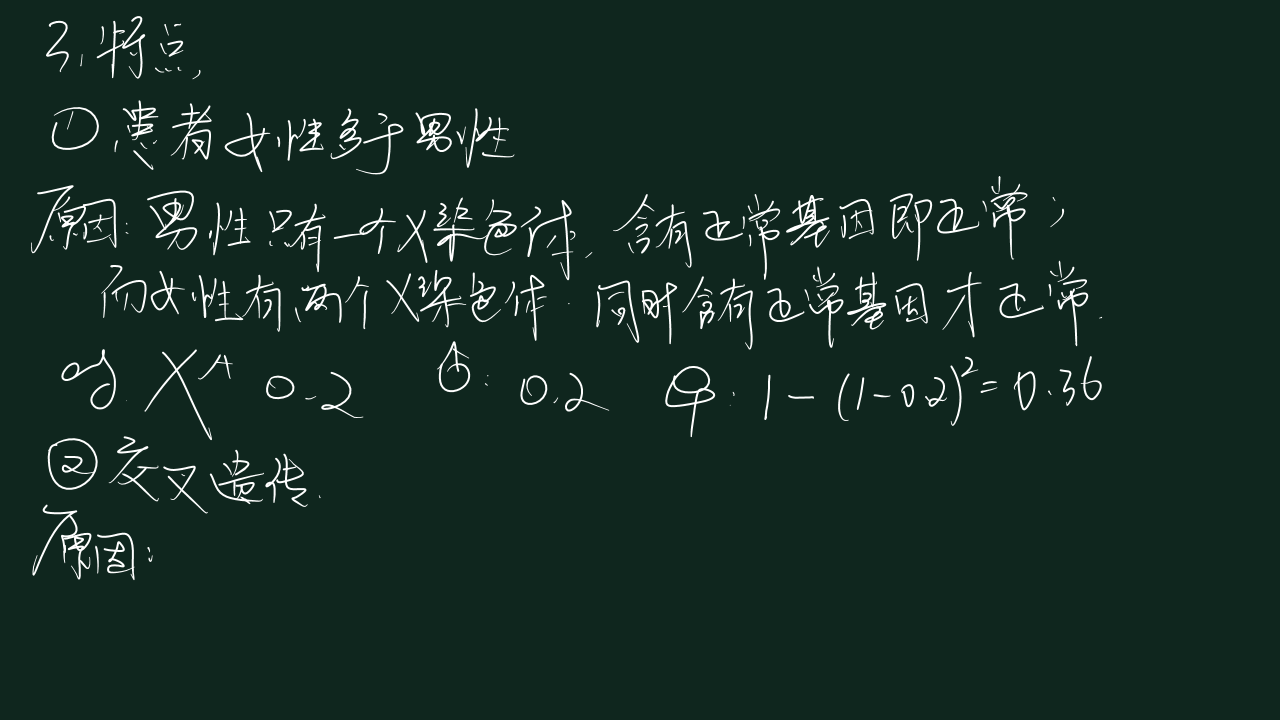 3.特点
①患者女性多于男性
原因:男性只有一个X染色体,含有正常基因即正常;
而女性有两个X染色体.同时含有正常基因才正常.
eg. Xᴬ 0.2 ♂: 0.2 ♀: 1-(1-0.2)²=0.36
②交叉遗传.
原因: